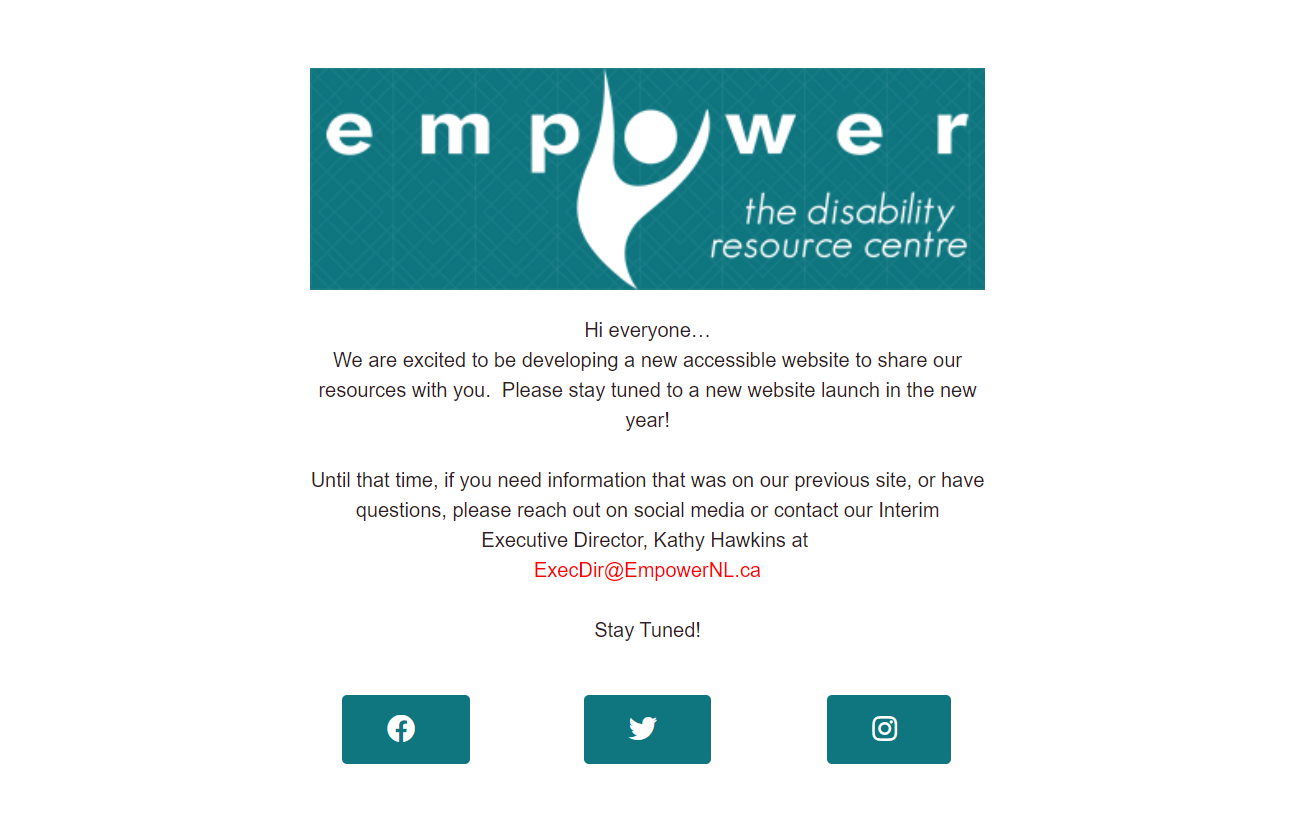 empower
the disability
resource centre
Hi everyone…
We are excited to be developing a new accessible website to share our
resources with you.  Please stay tuned to a new website launch in the new
year!
Until that time, if you need information that was on our previous site, or have
questions, please reach out on social media or contact our Interim
Executive Director, Kathy Hawkins at
ExecDir@EmpowerNL.ca
Stay Tuned!